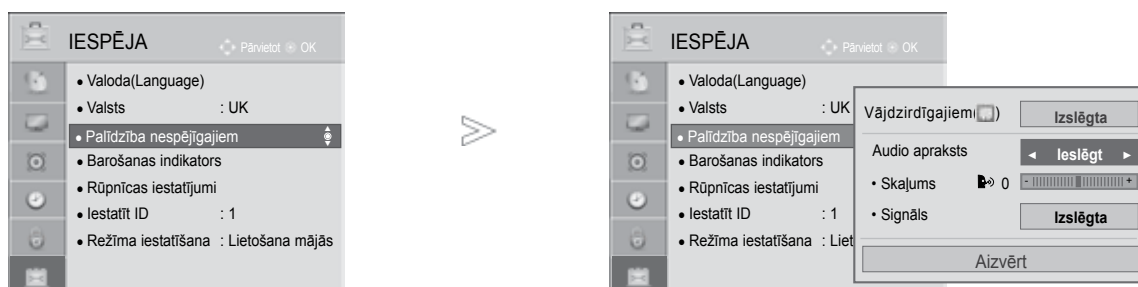 IESPĒJA
Pārvietot OK
• Valoda(Language)
• Valsts : UK
• Palīdzība nespējīgajiem
• Barošanas indikators
• Rūpnīcas iestatījumi
• Iestatīt ID : 1
• Režīma iestatīšana : Lietošana mājās
IESPĒJA
Pārvietot OK
• Valoda(Language)
• Valsts : UK
• Palīdzība nespējīgajiem
• Barošanas indikators
• Rūpnīcas iestatījumi
• Iestatīt ID : 1
• Režīma iestatīšana : Liet
Vājdzirdīgajiem( ) Izslēgta
Audio apraksts ◄ Ieslēgt ►
• Skaļums 0 - +
• Signāls Izslēgta
Aizvērt